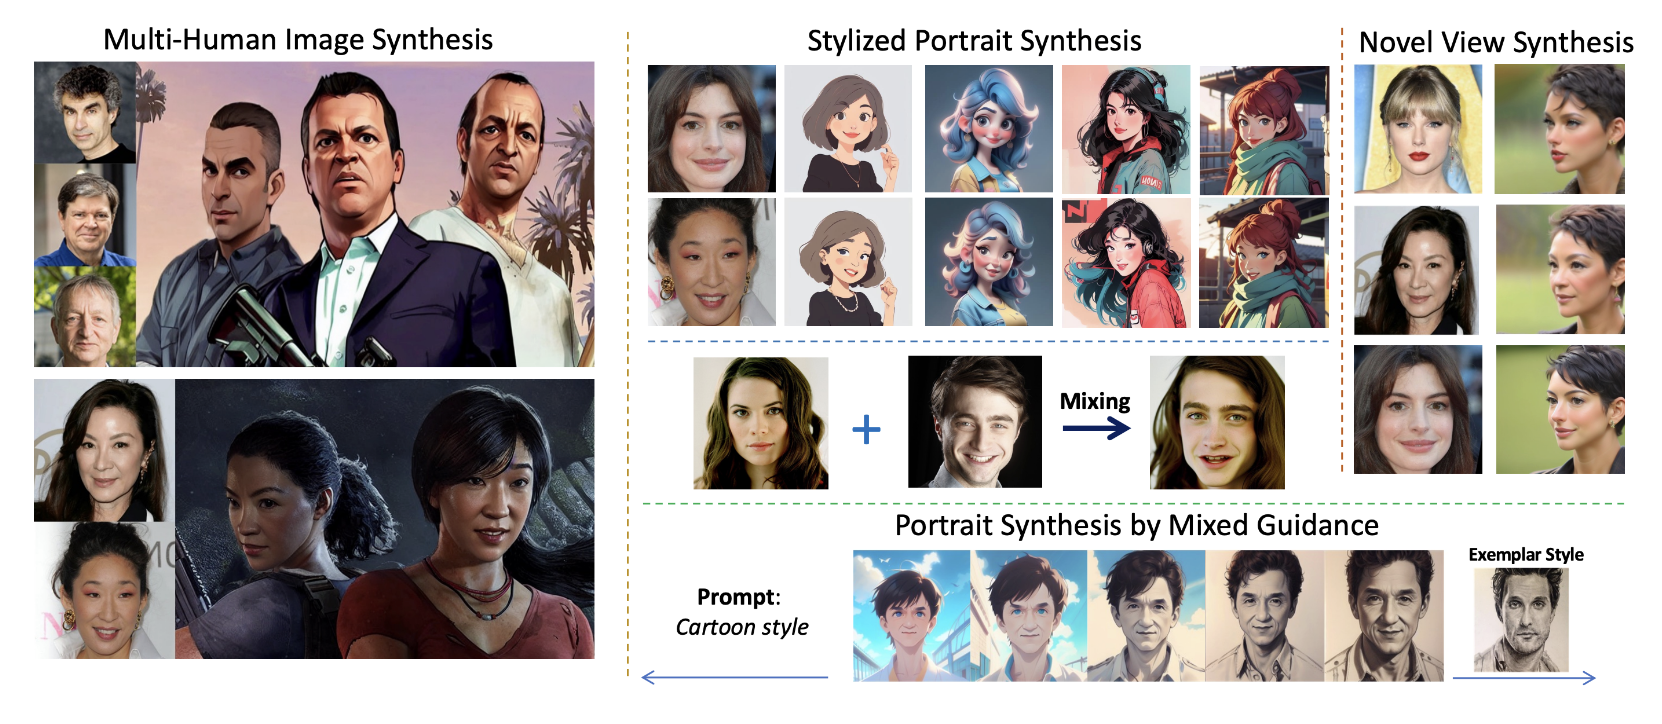 Multi-Human Image Synthesis
Stylized Portrait Synthesis
Novel View Synthesis
Mixing
Portrait Synthesis by Mixed Guidance
Exemplar Style
Prompt:
Cartoon style